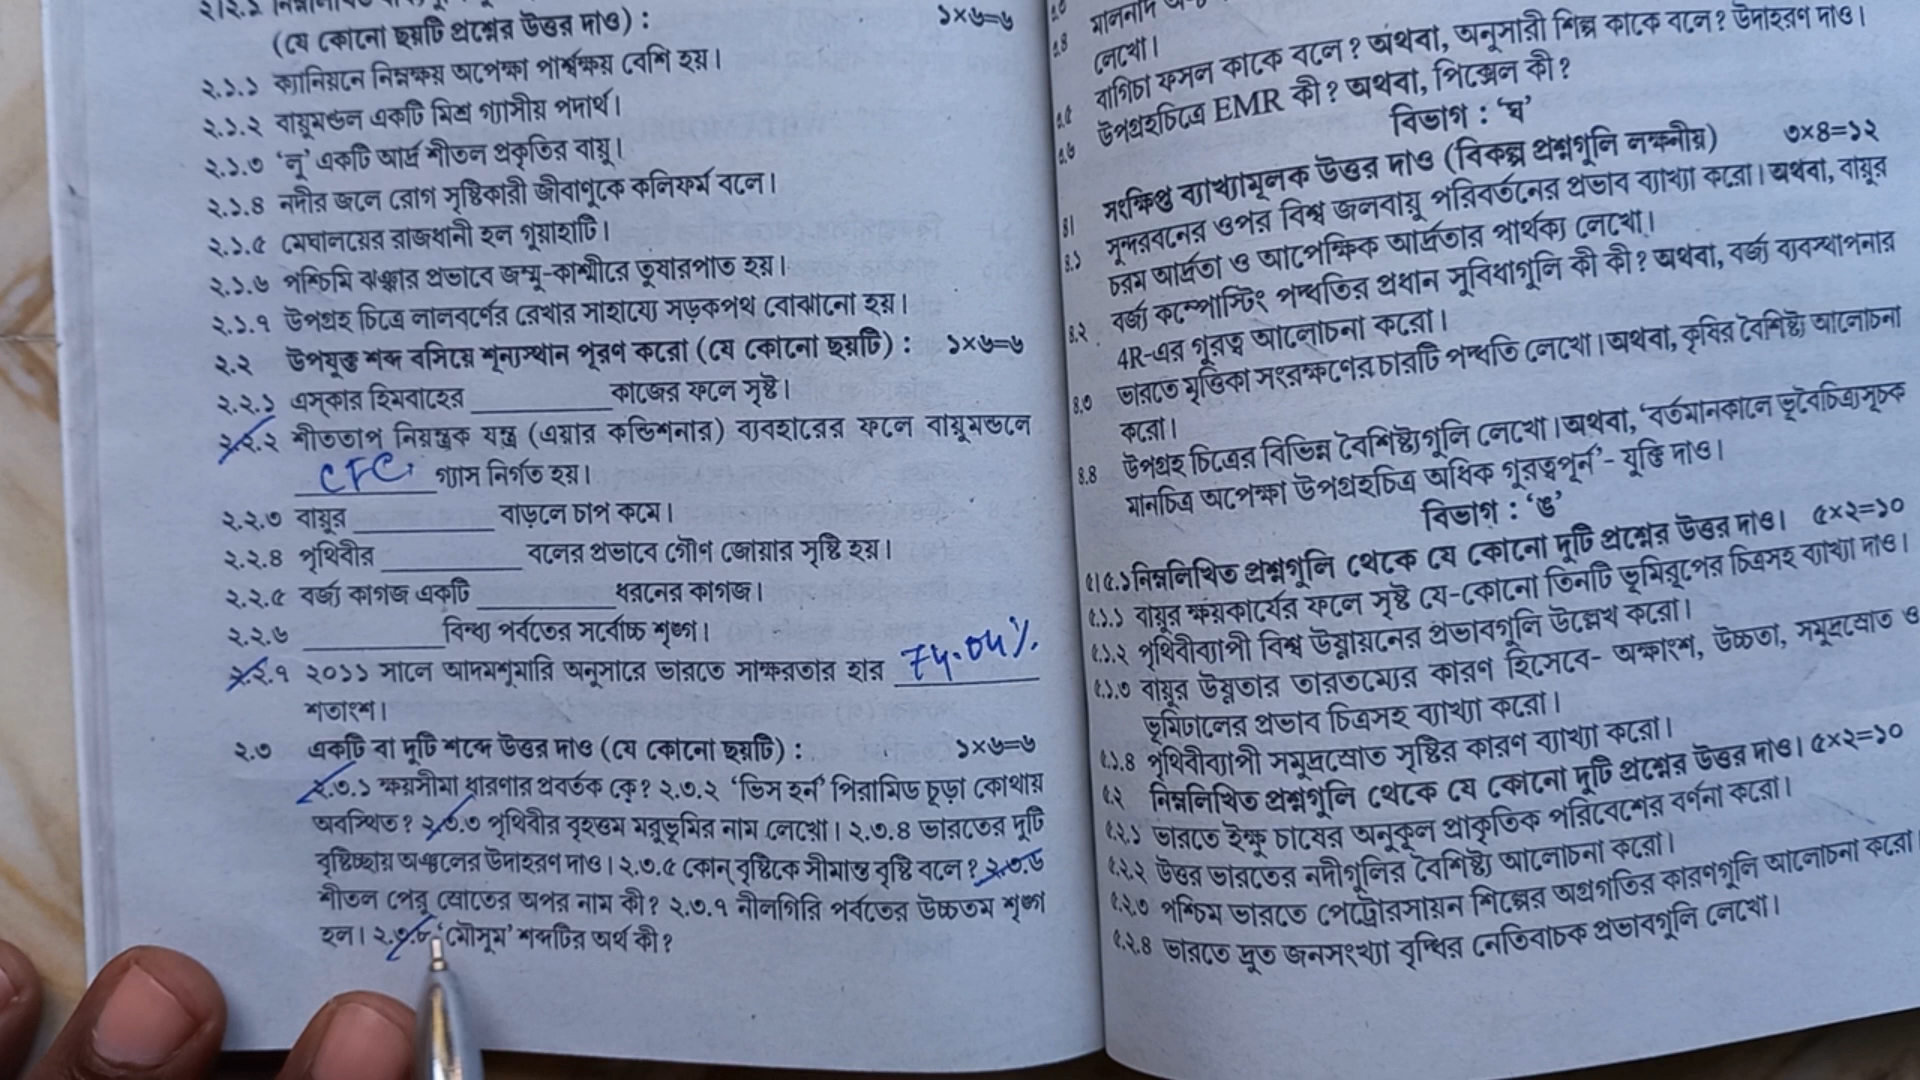 (যে কোনো ছয়টি প্রশ্নের উত্তর দাও) : ১×৬=৬
২.১.১ ক্যানিয়নে নিম্নক্ষয় অপেক্ষা পার্শ্বক্ষয় বেশি হয়।
২.১.২ বায়ুমণ্ডল একটি মিশ্র গ্যাসীয় পদার্থ।
২.১.৩ ‘লু’ একটি আর্দ্র শীতল প্রকৃতির বায়ু।
২.১.৪ নদীর জলে রোগ সৃষ্টিকারী জীবাণুকে কলিফর্ম বলে।
২.১.৫ মেঘালয়ের রাজধানী হল গুয়াহাটি।
২.১.৬ পশ্চিমি ঝঞ্ঝার প্রভাবে জম্মু-কাশ্মীরে তুষারপাত হয়।
২.১.৭ উপগ্রহ চিত্রে লালবর্ণের রেখার সাহায্যে সড়কপথ বোঝানো হয়।
২.২ উপযুক্ত শব্দ বসিয়ে শূন্যস্থান পূরণ করো (যে কোনো ছয়টি) : ১×৬=৬
২.২.১ এস্কার হিমবাহের ________ কাজের ফলে সৃষ্ট।
২.২.২ শীততাপ নিয়ন্ত্রক যন্ত্র (এয়ার কন্ডিশনার) ব্যবহারের ফলে বায়ুমণ্ডলে
CFC গ্যাস নির্গত হয়।
২.২.৩ বায়ুর ________ বাড়লে চাপ কমে।
২.২.৪ পৃথিবীর ________ বলের প্রভাবে গৌণ জোয়ার সৃষ্টি হয়।
২.২.৫ বর্জ্য কাগজ একটি ________ ধরনের কাগজ।
২.২.৬ ________ বিন্ধ্য পর্বতের সর্বোচ্চ শৃঙ্গ।
২.২.৭ ২০১১ সালে আদমশুমারি অনুসারে ভারতে সাক্ষরতার হার 74.04%
শতাংশ।
২.৩ একটি বা দুটি শব্দে উত্তর দাও (যে কোনো ছয়টি) : ১×৬=৬
২.৩.১ ক্ষয়সীমা ধারণার প্রবর্তক কে? ২.৩.২ ‘ভিস হর্ন’ পিরামিড চূড়া কোথায়
অবস্থিত? ২.৩.৩ পৃথিবীর বৃহত্তম মরুভূমির নাম লেখো। ২.৩.৪ ভারতের দুটি
বৃষ্টিচ্ছায় অঞ্চলের উদাহরণ দাও। ২.৩.৫ কোন্ বৃষ্টিকে সীমান্ত বৃষ্টি বলে? ২.৩.৬
শীতল পেরু স্রোতের অপর নাম কী? ২.৩.৭ নীলগিরি পর্বতের উচ্চতম শৃঙ্গ
হল। ২.৩.৮ ‘মৌসুম’ শব্দটির অর্থ কী?
লেখো।
বাগিচা ফসল কাকে বলে? অথবা, অনুসারী শিল্প কাকে বলে? উদাহরণ দাও।
উপগ্রহচিত্রে EMR কী? অথবা, পিক্সেল কী?
বিভাগ : ‘ঘ’
৪। সংক্ষিপ্ত ব্যাখ্যামূলক উত্তর দাও (বিকল্প প্রশ্নগুলি লক্ষনীয়) ৩×৪=১২
৪.১ সুন্দরবনের ওপর বিশ্ব জলবায়ু পরিবর্তনের প্রভাব ব্যাখ্যা করো। অথবা, বায়ুর
চরম আর্দ্রতা ও আপেক্ষিক আর্দ্রতার পার্থক্য লেখো।
৪.২ বর্জ্য কম্পোস্টিং পদ্ধতির প্রধান সুবিধাগুলি কী কী? অথবা, বর্জ্য ব্যবস্থাপনার
4R-এর গুরুত্ব আলোচনা করো।
৪.৩ ভারতে মৃত্তিকা সংরক্ষণের চারটি পদ্ধতি লেখো। অথবা, কৃষির বৈশিষ্ট্য আলোচনা
করো।
৪.৪ উপগ্রহ চিত্রের বিভিন্ন বৈশিষ্ট্যগুলি লেখো। অথবা, ‘বর্তমানকালে ভূবৈচিত্র্যসূচক
মানচিত্র অপেক্ষা উপগ্রহচিত্র অধিক গুরুত্বপূর্ন’- যুক্তি দাও।
বিভাগ : ‘ঙ’
৫।৫.১ নিম্নলিখিত প্রশ্নগুলি থেকে যে কোনো দুটি প্রশ্নের উত্তর দাও। ৫×২=১০
৫.১.১ বায়ুর ক্ষয়কার্যের ফলে সৃষ্ট যে-কোনো তিনটি ভূমিরূপের চিত্রসহ ব্যাখ্যা দাও।
৫.১.২ পৃথিবীব্যাপী বিশ্ব উষ্ণায়নের প্রভাবগুলি উল্লেখ করো।
৫.১.৩ বায়ুর উষ্ণতার তারতম্যের কারণ হিসেবে- অক্ষাংশ, উচ্চতা, সমুদ্রস্রোত ও
ভূমিঢালের প্রভাব চিত্রসহ ব্যাখ্যা করো।
৫.১.৪ পৃথিবীব্যাপী সমুদ্রস্রোত সৃষ্টির কারণ ব্যাখ্যা করো।
৫.২ নিম্নলিখিত প্রশ্নগুলি থেকে যে কোনো দুটি প্রশ্নের উত্তর দাও। ৫×২=১০
৫.২.১ ভারতে ইক্ষু চাষের অনুকূল প্রাকৃতিক পরিবেশের বর্ণনা করো।
৫.২.২ উত্তর ভারতের নদীগুলির বৈশিষ্ট্য আলোচনা করো।
৫.২.৩ পশ্চিম ভারতে পেট্রোরসায়ন শিল্পের অগ্রগতির কারণগুলি আলোচনা করো।
৫.২.৪ ভারতে দ্রুত জনসংখ্যা বৃদ্ধির নেতিবাচক প্রভাবগুলি লেখো।